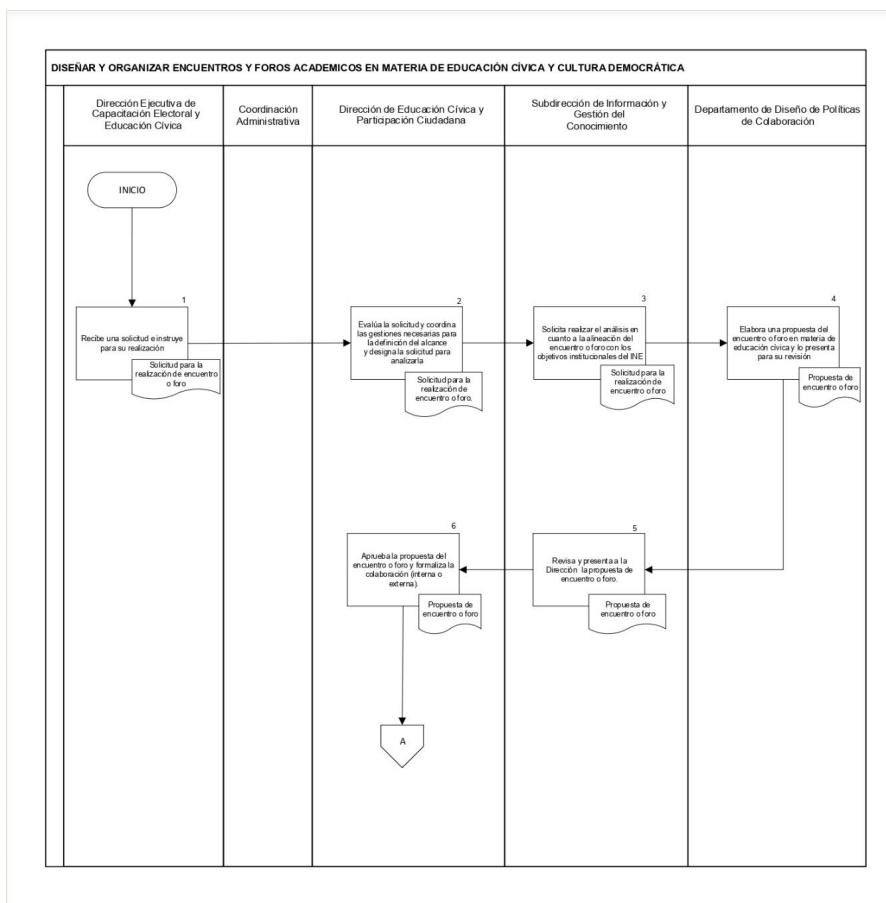 DISEÑAR Y ORGANIZAR ENCUENTROS Y FOROS ACADEMICOS EN MATERIA DE EDUCACIÓN CÍVICA Y CULTURA DEMOCRÁTICA
Dirección Ejecutiva de
Capacitación Electoral y
Educación Cívica
Coordinación
Administrativa
Dirección de Educación Cívica y
Participación Ciudadana
Subdirección de Información y
Gestión del
Conocimiento
Departamento de Diseño de Políticas
de Colaboración
INICIO
1
Recibe una solicitud e instruye
para su realización
Solicitud para la
realización de encuentro
o foro
2
Evalúa la solicitud y coordina
las gestiones necesarias para
la definición del alcance
y designa la solicitud para
analizarla
Solicitud para la
realización de
encuentro o foro.
3
Solicita realizar el análisis en
cuanto a la alineación del
encuentro o foro con los
objetivos institucionales del INE
Solicitud para la
realización de
encuentro o foro
4
Elabora una propuesta del
encuentro o foro en materia de
educación cívica y lo presenta
para su revisión
Propuesta de
encuentro o foro
6
Aprueba la propuesta del
encuentro o foro y formaliza la
colaboración (interna o
externa).
Propuesta de
encuentro o foro
5
Revisa y presenta a la
Dirección la propuesta de
encuentro o foro.
Propuesta de
encuentro o foro
A